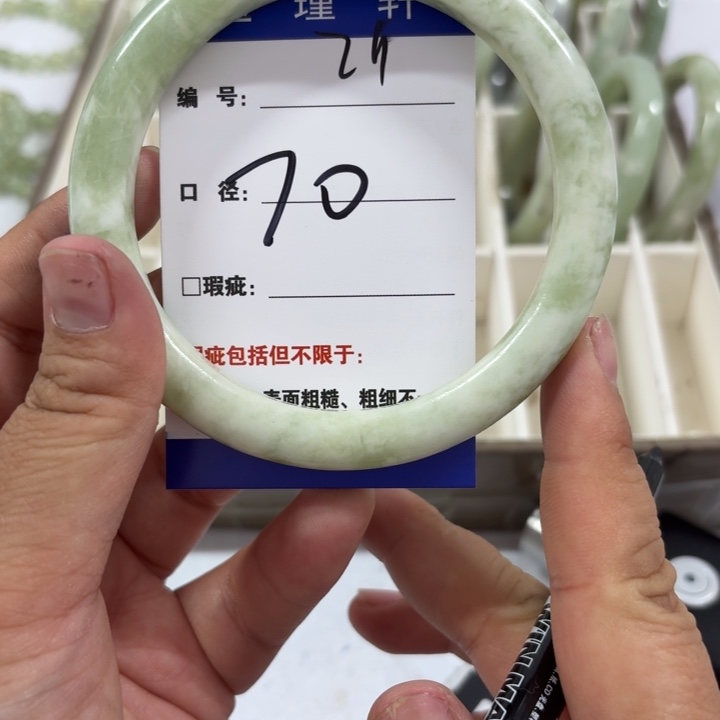 理轩
编 号:
口 径: 70
□瑕疵:
瑕疵包括但不限于:
表面粗糙、粗细不